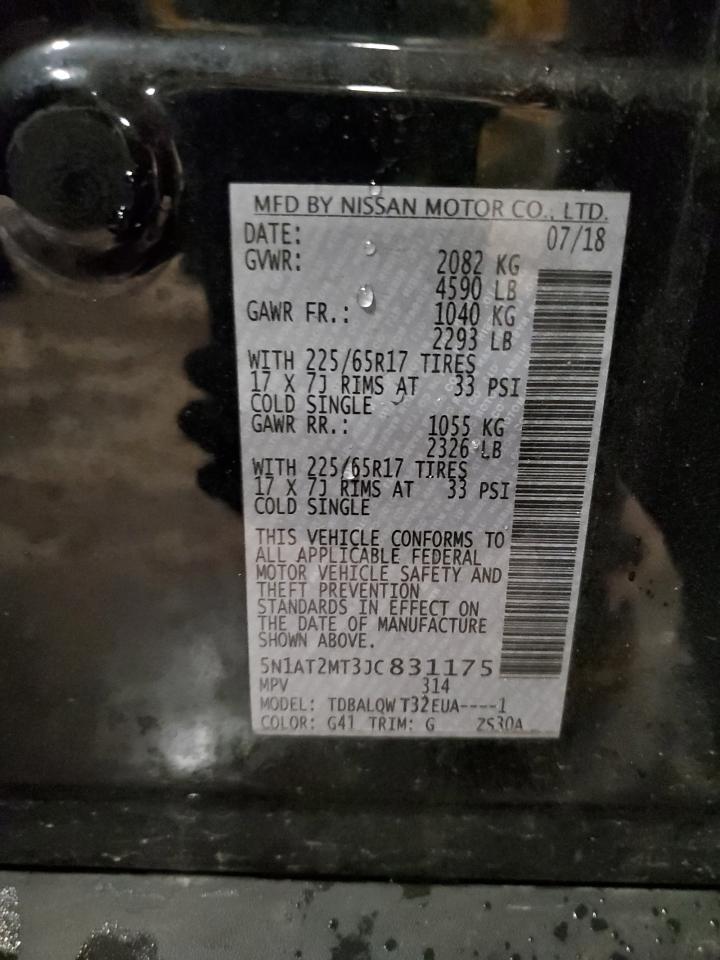 MFD BY NISSAN MOTOR CO., LTD.
DATE: 07/18
GVWR: 2082 KG
4590 LB
GAWR FR.: 1040 KG
2293 LB
WITH 225/65R17 TIRES
17 X 7J RIMS AT 33 PSI
COLD SINGLE
GAWR RR.: 1055 KG
2326 LB
WITH 225/65R17 TIRES
17 X 7J RIMS AT 33 PSI
COLD SINGLE
THIS VEHICLE CONFORMS TO
ALL APPLICABLE FEDERAL
MOTOR VEHICLE SAFETY AND
THEFT PREVENTION
STANDARDS IN EFFECT ON
THE DATE OF MANUFACTURE
SHOWN ABOVE.
5N1AT2MT3JC831175
MPV 314
MODEL: TDBALQW T32EUA----1
COLOR: G41 TRIM: G ZS30A